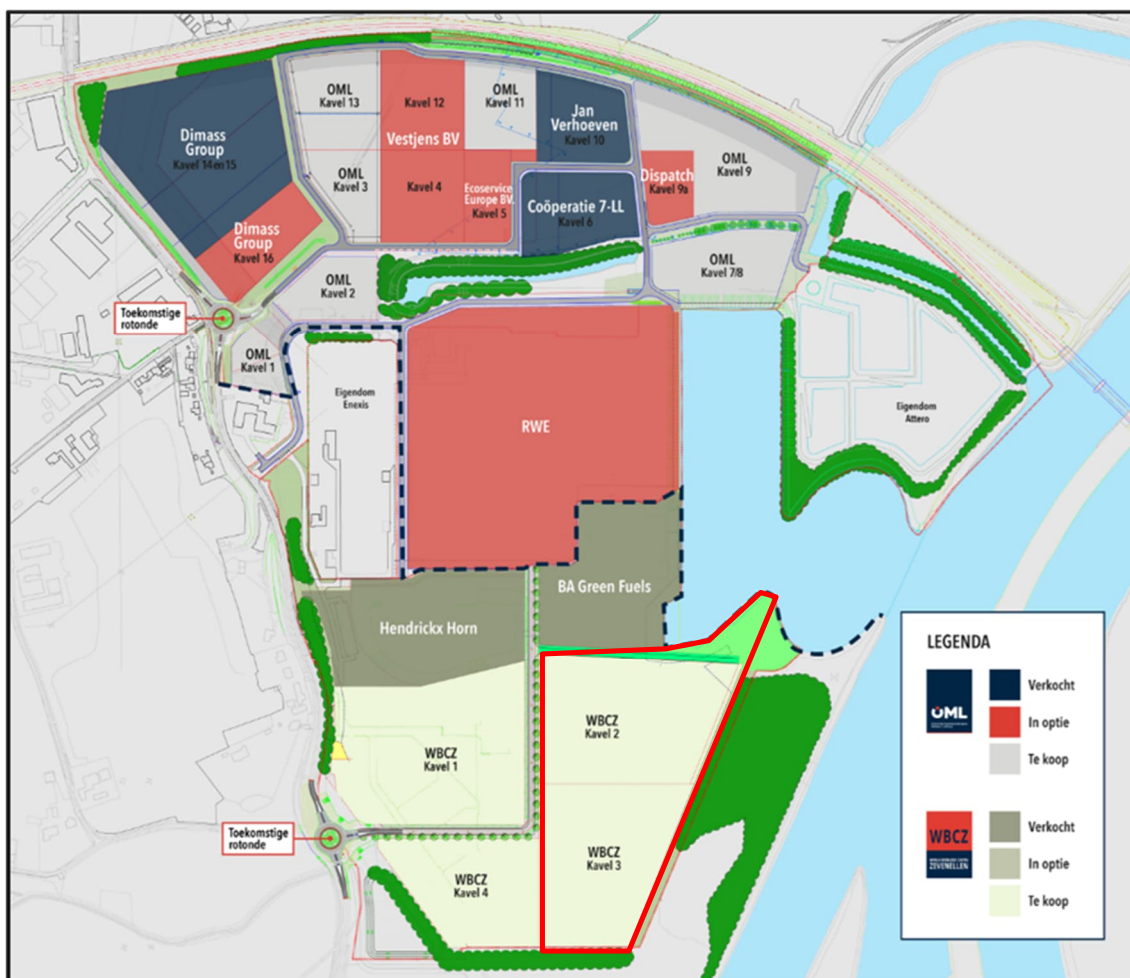 OML
Kavel 13
Kavel 12
OML
Kavel 11
Jan
Verhoeven
Kavel 10
Dimass
Group
Kavel 14 en 15
Vestjens BV
OML
Kavel 3
Kavel 4
Ecoservice
Europe BV.
Kavel 5
Coöperatie 7-LL
Kavel 6
Dispatch
Kavel 9a
OML
Kavel 9
Dimass
Group
Kavel 16
OML
Kavel 2
OML
Kavel 7/8
Toekomstige
rotonde
OML
Kavel 1
Eigendom
Enexis
RWE
Eigendom
Attero
BA Green Fuels
Hendrickx Horn
WBCZ
Kavel 2
WBCZ
Kavel 1
Toekomstige
rotonde
WBCZ
Kavel 3
WBCZ
Kavel 4
LEGENDA
OML
Verkocht
In optie
Te koop
WBCZ
ZEVENELLEN
Verkocht
In optie
Te koop